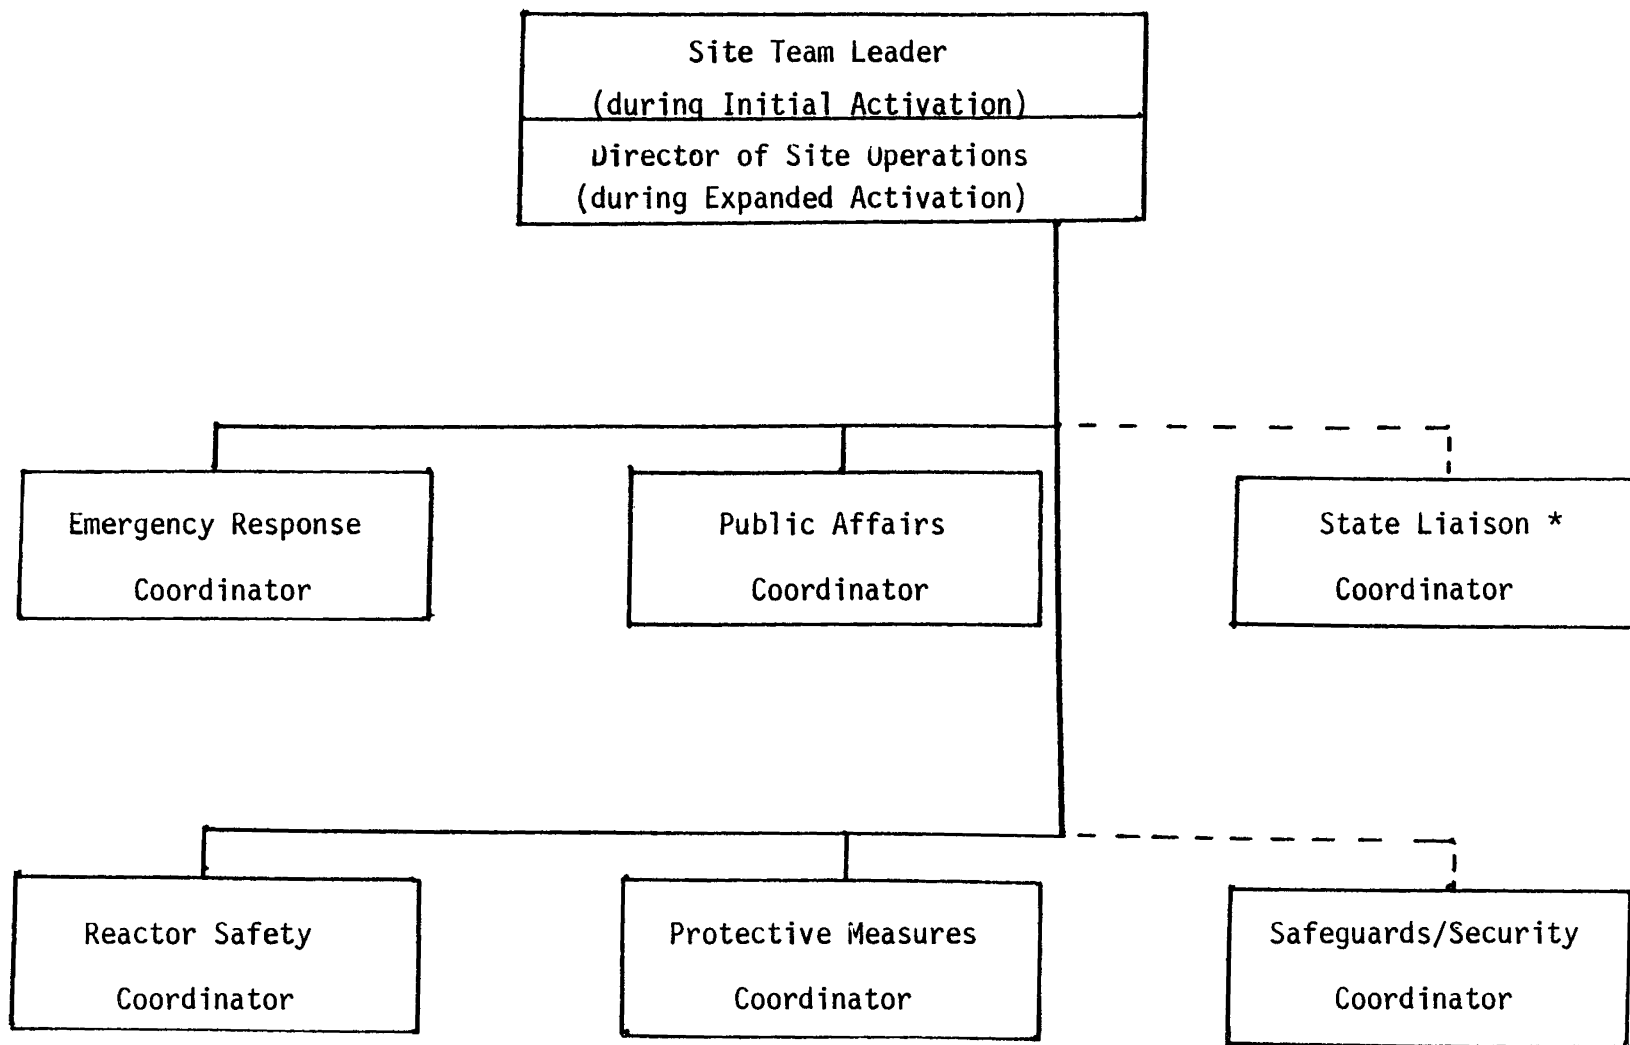 Site Team Leader
(during Initial Activation)
Director of Site Operations
(during Expanded Activation)
Emergency Response
Coordinator
Public Affairs
Coordinator
State Liaison *
Coordinator
Reactor Safety
Coordinator
Protective Measures
Coordinator
Safeguards/Security
Coordinator